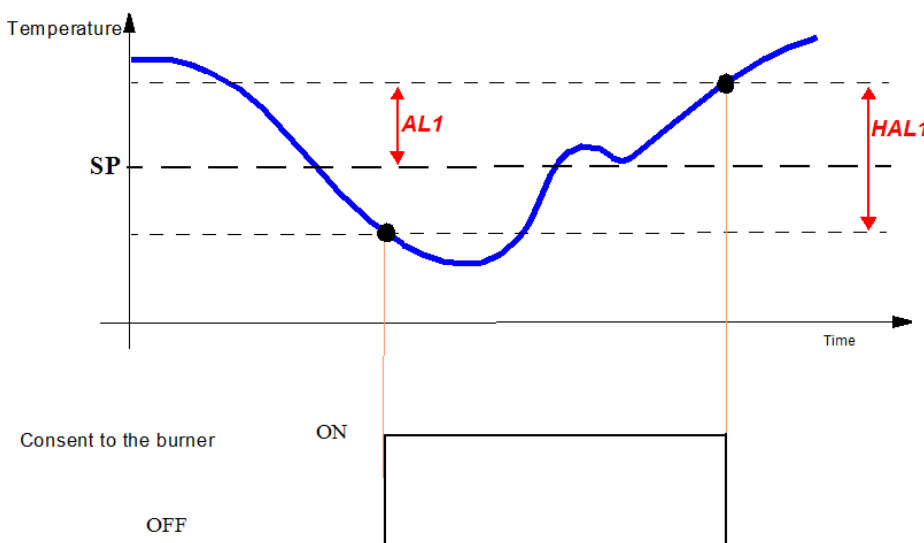 Temperature
AL1
HAL1
SP
Time
Consent to the burner
ON
OFF